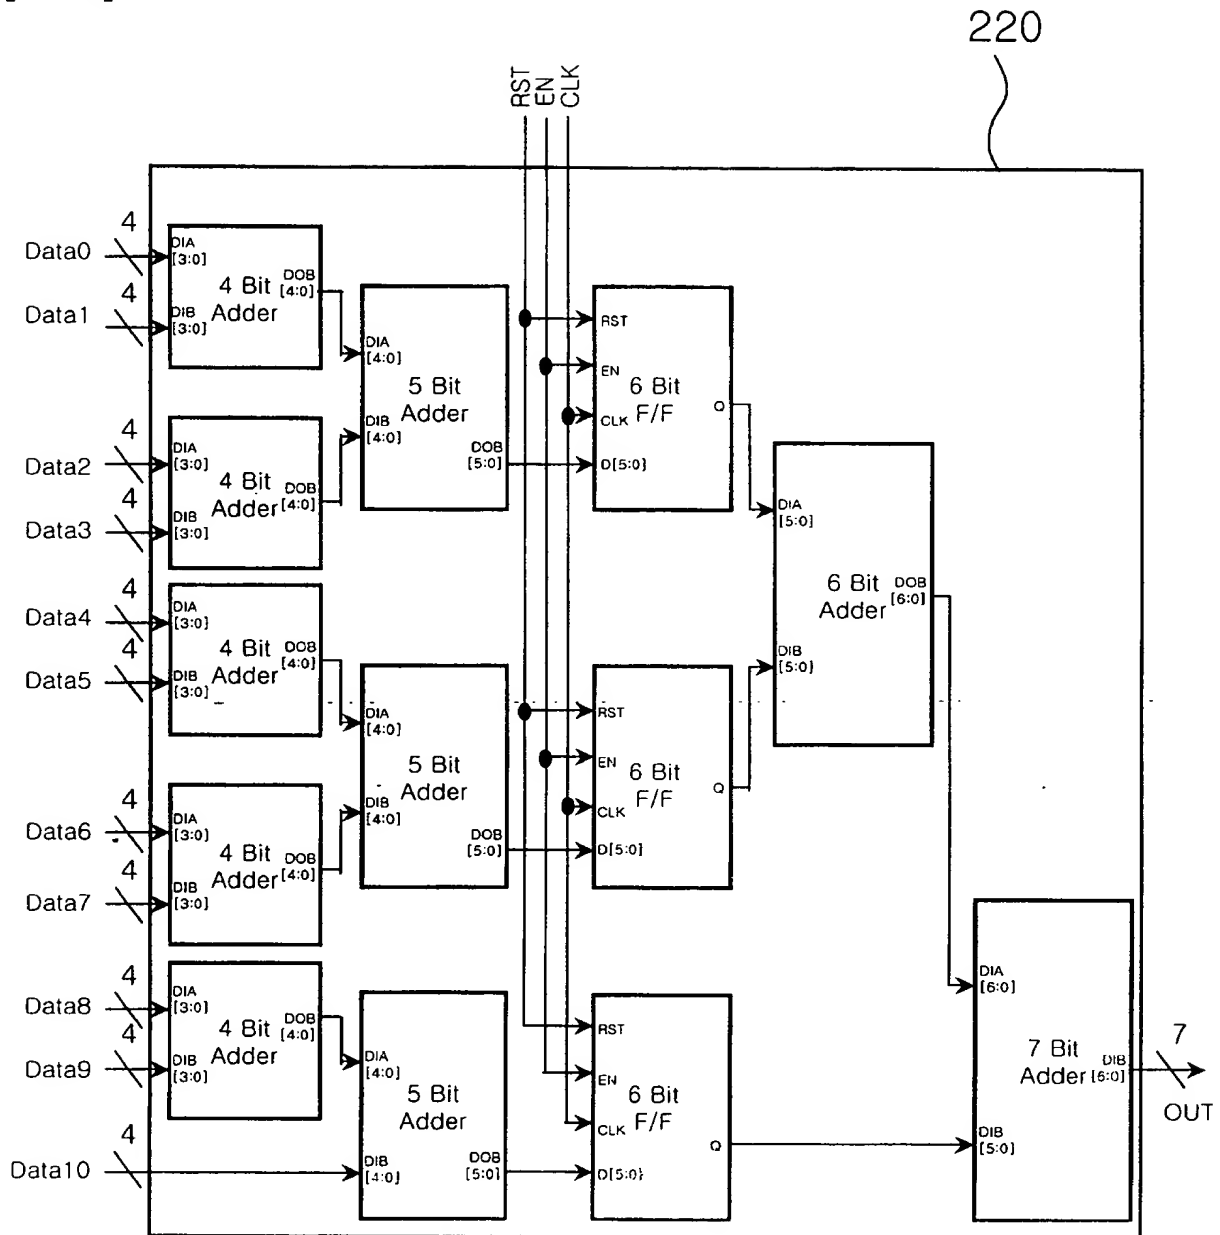 220
RST EN CLK
Data0 4
Data1 4
DIA
[3:0]
DIB
[3:0]
4 Bit
Adder
DOB
[4:0]
Data2 4
Data3 4
DIA
[3:0]
DIB
[3:0]
4 Bit
Adder
DOB
[4:0]
DIA
[4:0]
DIB
[4:0]
5 Bit
Adder
DOB
[5:0]
RST
EN
CLK
D[5:0]
6 Bit
F/F
Q
Data4 4
Data5 4
DIA
[3:0]
DIB
[3:0]
4 Bit
Adder
DOB
[4:0]
Data6 4
Data7 4
DIA
[3:0]
DIB
[3:0]
4 Bit
Adder
DOB
[4:0]
DIA
[4:0]
DIB
[4:0]
5 Bit
Adder
DOB
[5:0]
RST
EN
CLK
D[5:0]
6 Bit
F/F
Q
DIA
[5:0]
DIB
[5:0]
6 Bit
Adder
DOB
[6:0]
Data8 4
Data9 4
DIA
[3:0]
DIB
[3:0]
4 Bit
Adder
DOB
[4:0]
Data10 4
DIA
[4:0]
DIB
[4:0]
5 Bit
Adder
DOB
[5:0]
RST
EN
CLK
D[5:0]
6 Bit
F/F
Q
DIA
[6:0]
DIB
[5:0]
7 Bit
Adder
DIB
[6:0]
7
OUT